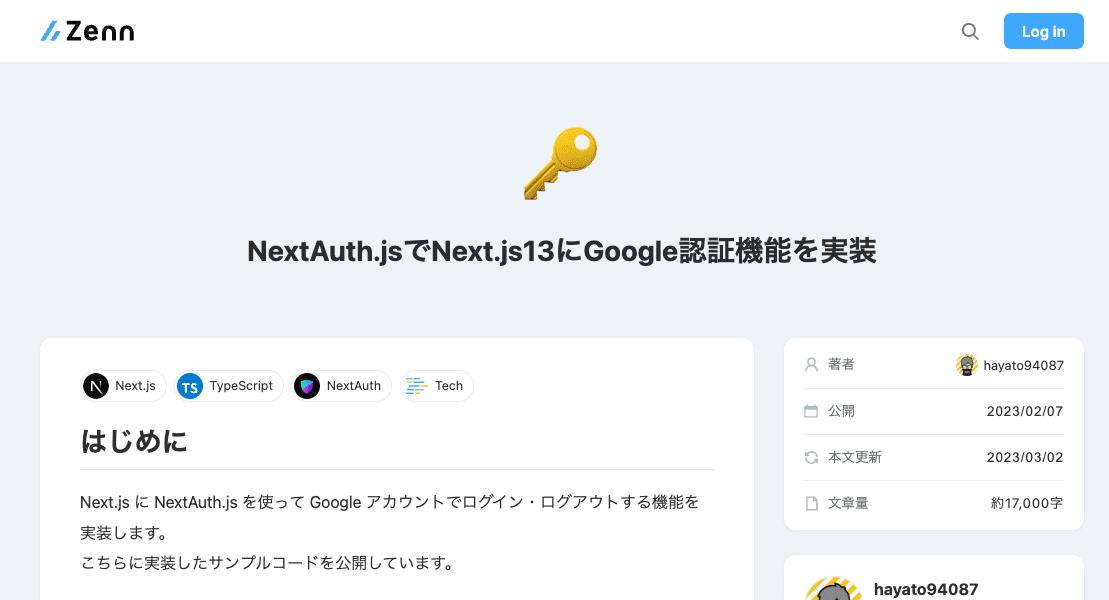 Zenn
Log in
NextAuth.jsでNext.js13にGoogle認証機能を実装
Next.js
TS TypeScript
NextAuth
Tech
はじめに
Next.js に NextAuth.js を使って Google アカウントでログイン・ログアウトする機能を
実装します。
こちらに実装したサンプルコードを公開しています。
著者 hayato94087
公開 2023/02/07
本文更新 2023/03/02
文章量 約17,000字
hayato94087